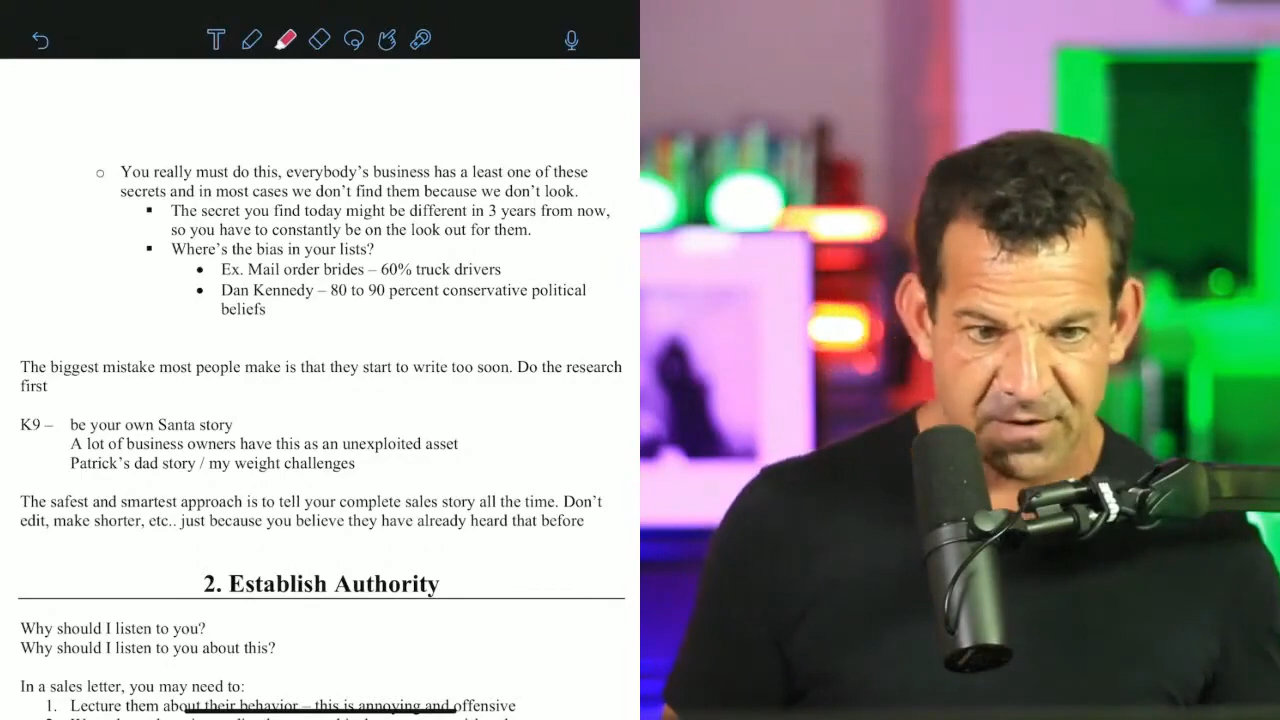 ○ You really must do this, everybody's business has a least one of these
secrets and in most cases we don't find them because we don't look.
▪ The secret you find today might be different in 3 years from now,
so you have to constantly be on the look out for them.
▪ Where's the bias in your lists?
• Ex. Mail order brides – 60% truck drivers
• Dan Kennedy – 80 to 90 percent conservative political
beliefs
The biggest mistake most people make is that they start to write too soon. Do the research
first
K9 – be your own Santa story
A lot of business owners have this as an unexploited asset
Patrick's dad story / my weight challenges
The safest and smartest approach is to tell your complete sales story all the time. Don't
edit, make shorter, etc.. just because you believe they have already heard that before
2. Establish Authority
Why should I listen to you?
Why should I listen to you about this?
In a sales letter, you may need to:
1. Lecture them about their behavior – this is annoying and offensive